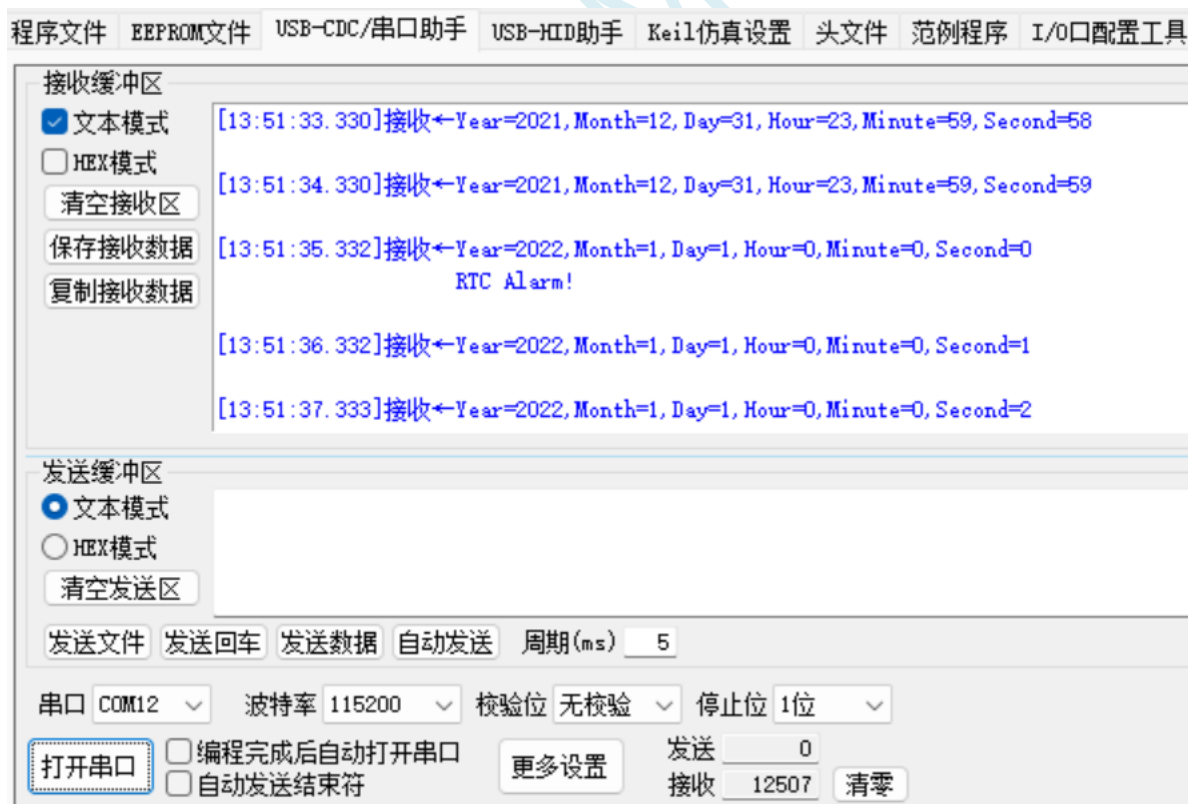 程序文件 EEPROM文件 USB-CDC/串口助手 USB-HID助手 Keil仿真设置 头文件 范例程序 I/O口配置工具
接收缓冲区
文本模式
HEX模式
清空接收区
保存接收数据
复制接收数据
[13:51:33.330]接收←Year=2021,Month=12,Day=31,Hour=23,Minute=59,Second=58
[13:51:34.330]接收←Year=2021,Month=12,Day=31,Hour=23,Minute=59,Second=59
[13:51:35.332]接收←Year=2022,Month=1,Day=1,Hour=0,Minute=0,Second=0
RTC Alarm!
[13:51:36.332]接收←Year=2022,Month=1,Day=1,Hour=0,Minute=0,Second=1
[13:51:37.333]接收←Year=2022,Month=1,Day=1,Hour=0,Minute=0,Second=2
发送缓冲区
文本模式
HEX模式
清空发送区
发送文件 发送回车 发送数据 自动发送 周期(ms) 5
串口 COM12 波特率 115200 校验位 无校验 停止位 1位
打开串口 编程完成后自动打开串口 更多设置 发送 0
自动发送结束符 接收 12507 清零